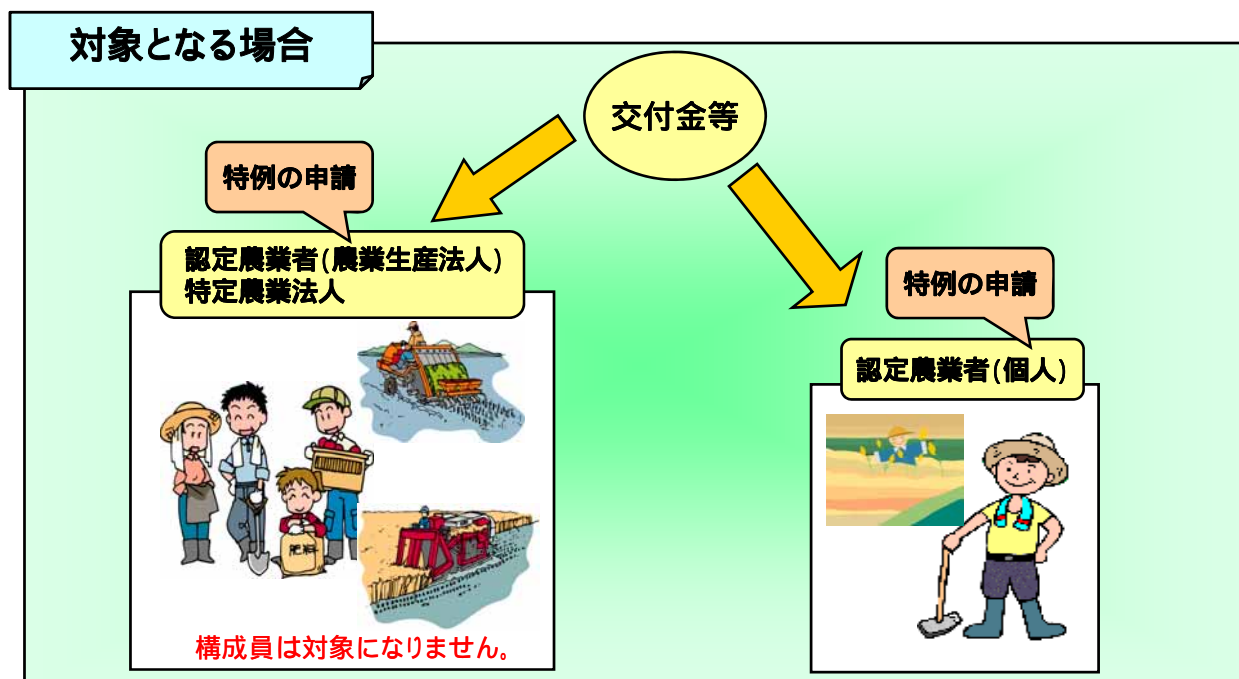 対象となる場合
交付金等
特例の申請
認定農業者(農業生産法人)
特定農業法人
肥料
構成員は対象になりません。
特例の申請
認定農業者(個人)